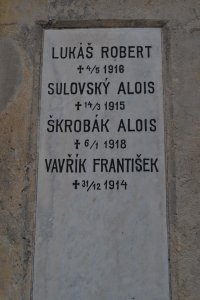 LUKÁŠ ROBERT
✝ 4/5 1916
SULOVSKÝ ALOIS
✝ 14/3 1915
ŠKROBÁK ALOIS
✝ 6/1 1918
VAVŘÍK FRANTIŠEK
✝ 31/12 1914